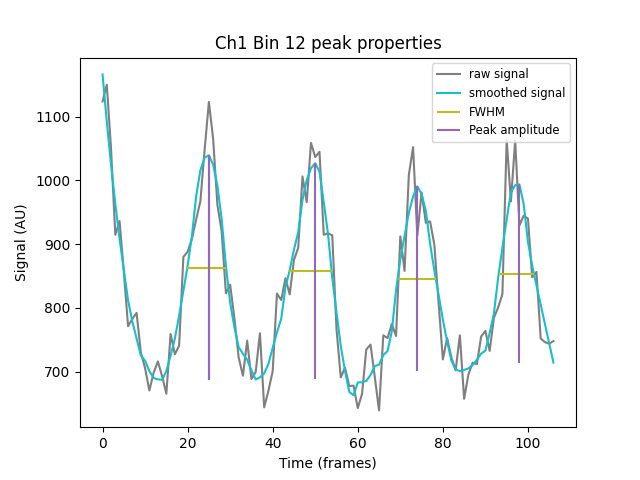 Ch1 Bin 12 peak properties
raw signal
smoothed signal
FWHM
Peak amplitude
Signal (AU)
1100
1000
900
800
700
0 20 40 60 80 100
Time (frames)